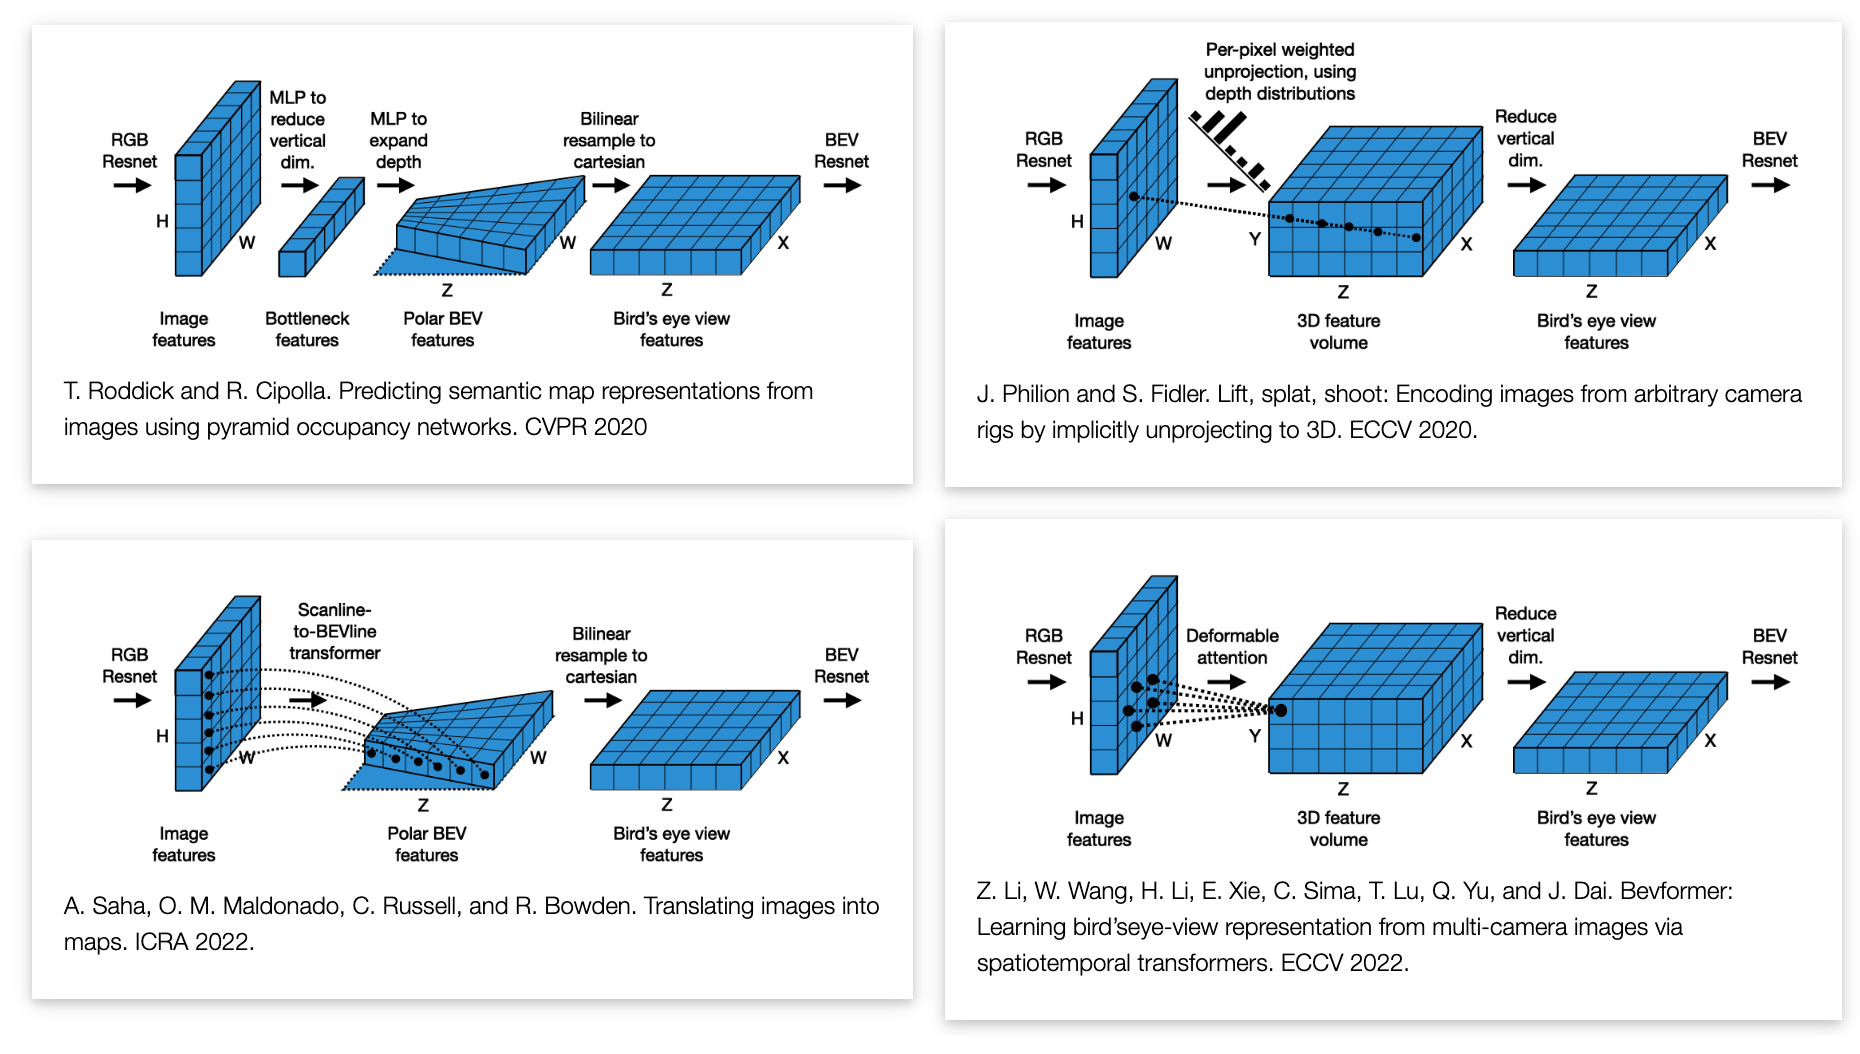 RGB
Resnet
MLP to
reduce
vertical
dim.
MLP to
expand
depth
Bilinear
resample to
cartesian
BEV
Resnet
H
W
Z
W
Z
X
Image
features
Bottleneck
features
Polar BEV
features
Bird's eye view
features
T. Roddick and R. Cipolla. Predicting semantic map representations from
images using pyramid occupancy networks. CVPR 2020
Per-pixel weighted
unprojection, using
depth distributions
RGB
Resnet
Reduce
vertical
dim.
BEV
Resnet
H
W
Y
Z
X
Z
X
Image
features
3D feature
volume
Bird's eye view
features
J. Philion and S. Fidler. Lift, splat, shoot: Encoding images from arbitrary camera
rigs by implicitly unprojecting to 3D. ECCV 2020.
RGB
Resnet
Scanline-
to-BEVline
transformer
Bilinear
resample to
cartesian
BEV
Resnet
H
W
Z
W
Z
X
Image
features
Polar BEV
features
Bird's eye view
features
A. Saha, O. M. Maldonado, C. Russell, and R. Bowden. Translating images into
maps. ICRA 2022.
RGB
Resnet
Deformable
attention
Reduce
vertical
dim.
BEV
Resnet
H
W
Y
Z
X
Z
X
Image
features
3D feature
volume
Bird's eye view
features
Z. Li, W. Wang, H. Li, E. Xie, C. Sima, T. Lu, Q. Yu, and J. Dai. Bevformer:
Learning bird'seye-view representation from multi-camera images via
spatiotemporal transformers. ECCV 2022.